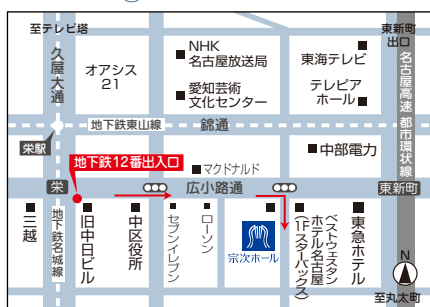 至テレビ塔
東新町
出口
久屋大通
オアシス
21
NHK
名古屋放送局
愛知芸術
文化センター
東海テレビ
テレピア
ホール
名古屋高速 都市環状線
地下鉄東山線
錦通
栄駅
中部電力
地下鉄12番出入口
マクドナルド
栄
広小路通
東新町
三越
地下鉄名城線
旧中日ビル
中区役所
セブンイレブン
ローソン
宗次ホール
ベストウェスタン
ホテル名古屋
(1Fスターバックス)
東急ホテル
N
至丸太町